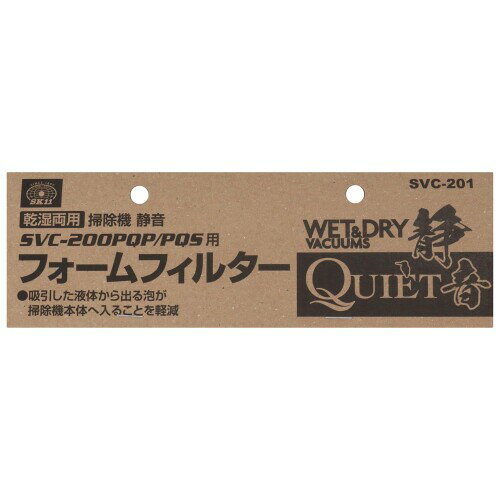 SK11
乾湿両用 掃除機 静音
SVC-200PQP/PQS用
フォームフィルター
●吸引した液体から出る泡が
掃除機本体へ入ることを軽減
SVC-201
WET&DRY
VACUUMS
QUIET
静音